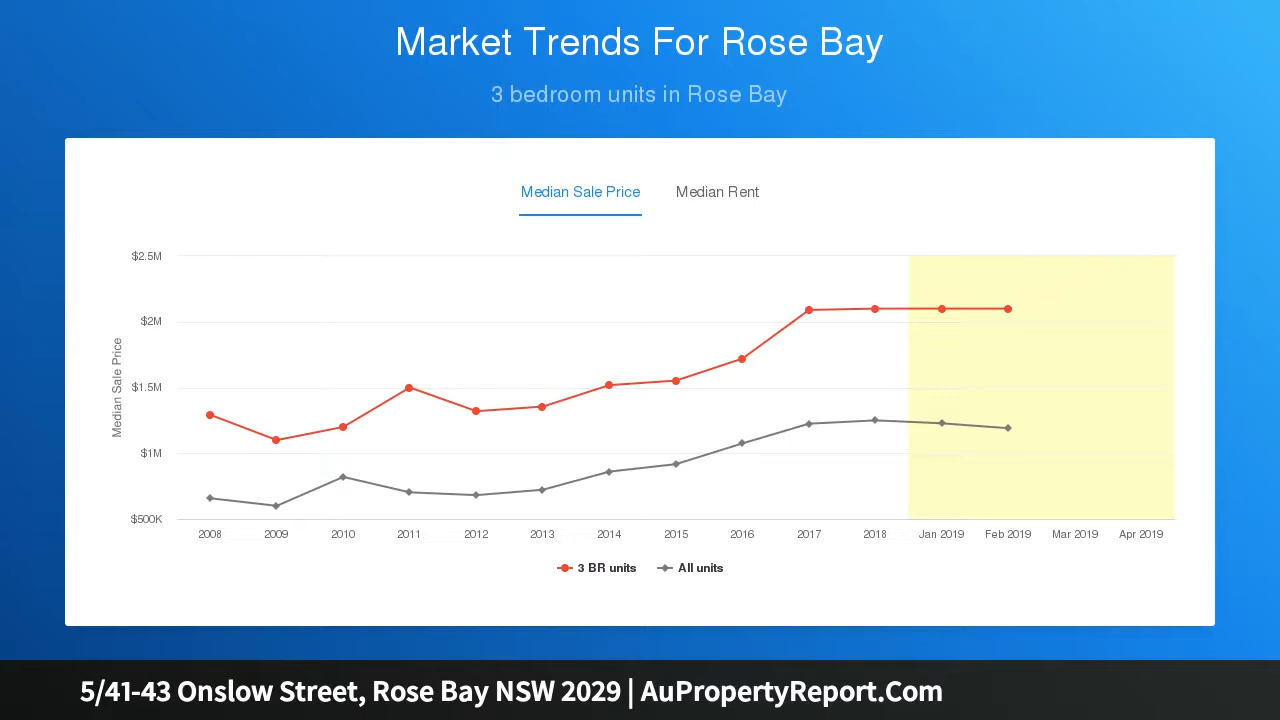 Market Trends For Rose Bay
3 bedroom units in Rose Bay
Median Sale Price
Median Rent
Median Sale Price
$2.5M
$2M
$1.5M
$1M
$500K
2008 2009 2010 2011 2012 2013 2014 2015 2016 2017 2018 Jan 2019 Feb 2019 Mar 2019 Apr 2019
3 BR units All units
5/41-43 Onslow Street, Rose Bay NSW 2029 | AuPropertyReport.Com